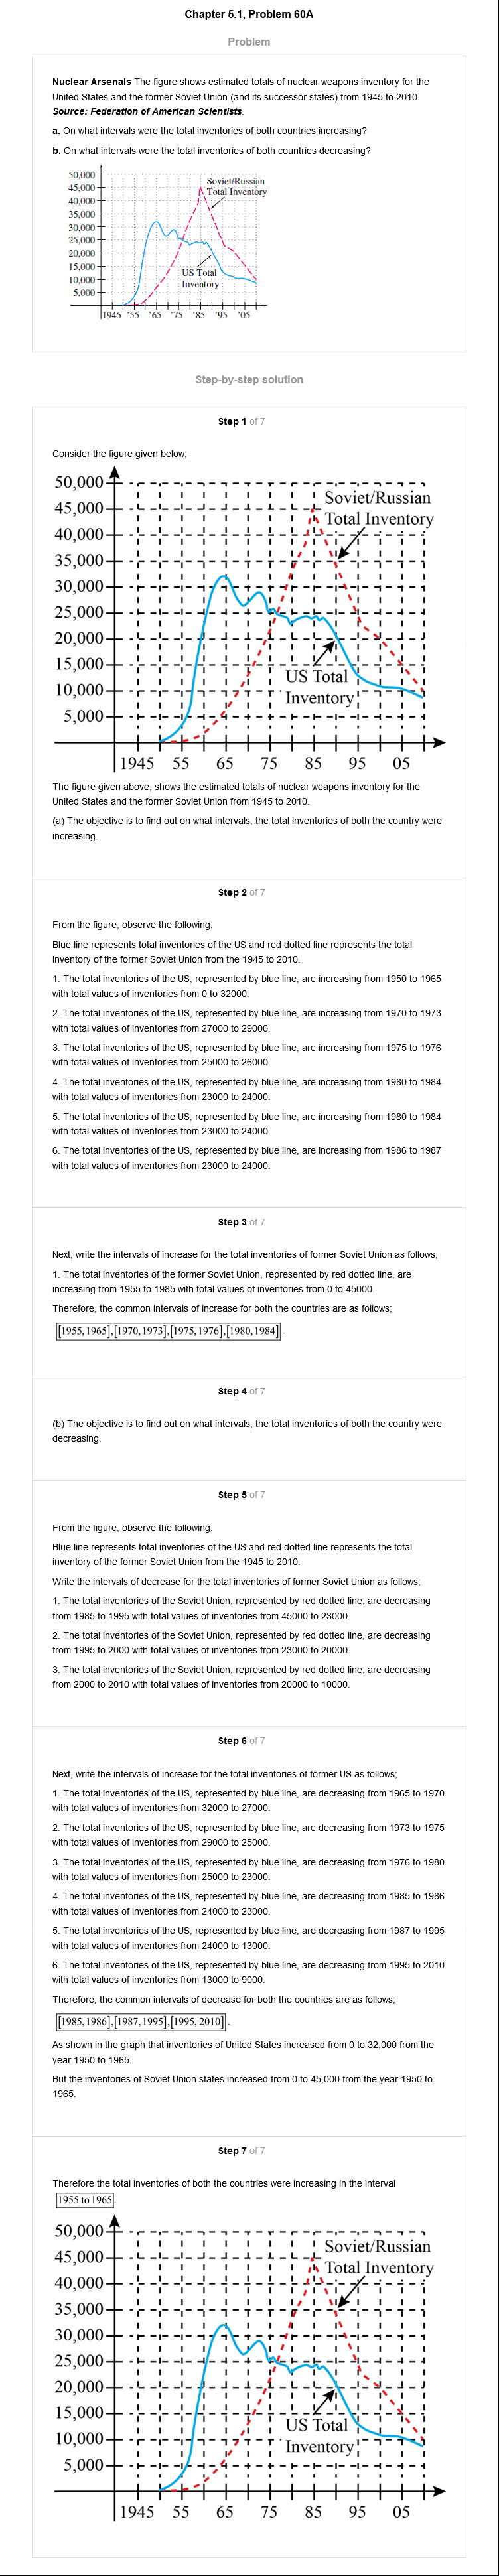 Chapter 5.1, Problem 60A
Problem
Nuclear Arsenals The figure shows estimated totals of nuclear weapons inventory for the
United States and the former Soviet Union (and its successor states) from 1945 to 2010.
Source: Federation of American Scientists.
a. On what intervals were the total inventories of both countries increasing?
b. On what intervals were the total inventories of both countries decreasing?
50,000
45,000
40,000
35,000
30,000
25,000
20,000
15,000
10,000
5,000
Soviet/Russian
Total Inventory
US Total
Inventory
1945 '55 '65 '75 '85 '95 '05
Step-by-step solution
Step 1 of 7
Consider the figure given below;
50,000
45,000
40,000
35,000
30,000
25,000
20,000
15,000
10,000
5,000
Soviet/Russian
Total Inventory
US Total
Inventory
1945 55 65 75 85 95 05
The figure given above, shows the estimated totals of nuclear weapons inventory for the
United States and the former Soviet Union from 1945 to 2010.
(a) The objective is to find out on what intervals, the total inventories of both the country were
increasing.
Step 2 of 7
From the figure, observe the following;
Blue line represents total inventories of the US and red dotted line represents the total
inventory of the former Soviet Union from the 1945 to 2010.
1. The total inventories of the US, represented by blue line, are increasing from 1950 to 1965
with total values of inventories from 0 to 32000.
2. The total inventories of the US, represented by blue line, are increasing from 1970 to 1973
with total values of inventories from 27000 to 29000.
3. The total inventories of the US, represented by blue line, are increasing from 1975 to 1976
with total values of inventories from 25000 to 26000.
4. The total inventories of the US, represented by blue line, are increasing from 1980 to 1984
with total values of inventories from 23000 to 24000.
5. The total inventories of the US, represented by blue line, are increasing from 1980 to 1984
with total values of inventories from 23000 to 24000.
6. The total inventories of the US, represented by blue line, are increasing from 1986 to 1987
with total values of inventories from 23000 to 24000.
Step 3 of 7
Next, write the intervals of increase for the total inventories of former Soviet Union as follows;
1. The total inventories of the former Soviet Union, represented by red dotted line, are
increasing from 1955 to 1985 with total values of inventories from 0 to 45000.
Therefore, the common intervals of increase for both the countries are as follows;
[1955,1965],[1970,1973],[1975,1976],[1980,1984].
Step 4 of 7
(b) The objective is to find out on what intervals, the total inventories of both the country were
decreasing.
Step 5 of 7
From the figure, observe the following;
Blue line represents total inventories of the US and red dotted line represents the total
inventory of the former Soviet Union from the 1945 to 2010.
Write the intervals of decrease for the total inventories of former Soviet Union as follows;
1. The total inventories of the Soviet Union, represented by red dotted line, are decreasing
from 1985 to 1995 with total values of inventories from 45000 to 23000.
2. The total inventories of the Soviet Union, represented by red dotted line, are decreasing
from 1995 to 2000 with total values of inventories from 23000 to 20000.
3. The total inventories of the Soviet Union, represented by red dotted line, are decreasing
from 2000 to 2010 with total values of inventories from 20000 to 10000.
Step 6 of 7
Next, write the intervals of increase for the total inventories of former US as follows;
1. The total inventories of the US, represented by blue line, are decreasing from 1965 to 1970
with total values of inventories from 32000 to 27000.
2. The total inventories of the US, represented by blue line, are decreasing from 1973 to 1975
with total values of inventories from 29000 to 25000.
3. The total inventories of the US, represented by blue line, are decreasing from 1976 to 1980
with total values of inventories from 25000 to 23000.
4. The total inventories of the US, represented by blue line, are decreasing from 1985 to 1986
with total values of inventories from 24000 to 23000.
5. The total inventories of the US, represented by blue line, are decreasing from 1987 to 1995
with total values of inventories from 24000 to 13000.
6. The total inventories of the US, represented by blue line, are decreasing from 1995 to 2010
with total values of inventories from 13000 to 9000.
Therefore, the common intervals of decrease for both the countries are as follows;
[1985,1986],[1987,1995],[1995,2010].
As shown in the graph that inventories of United States increased from 0 to 32,000 from the
year 1950 to 1965.
But the inventories of Soviet Union states increased from 0 to 45,000 from the year 1950 to
1965.
Step 7 of 7
Therefore the total inventories of both the countries were increasing in the interval
1955 to 1965.
50,000
45,000
40,000
35,000
30,000
25,000
20,000
15,000
10,000
5,000
Soviet/Russian
Total Inventory
US Total
Inventory
1945 55 65 75 85 95 05